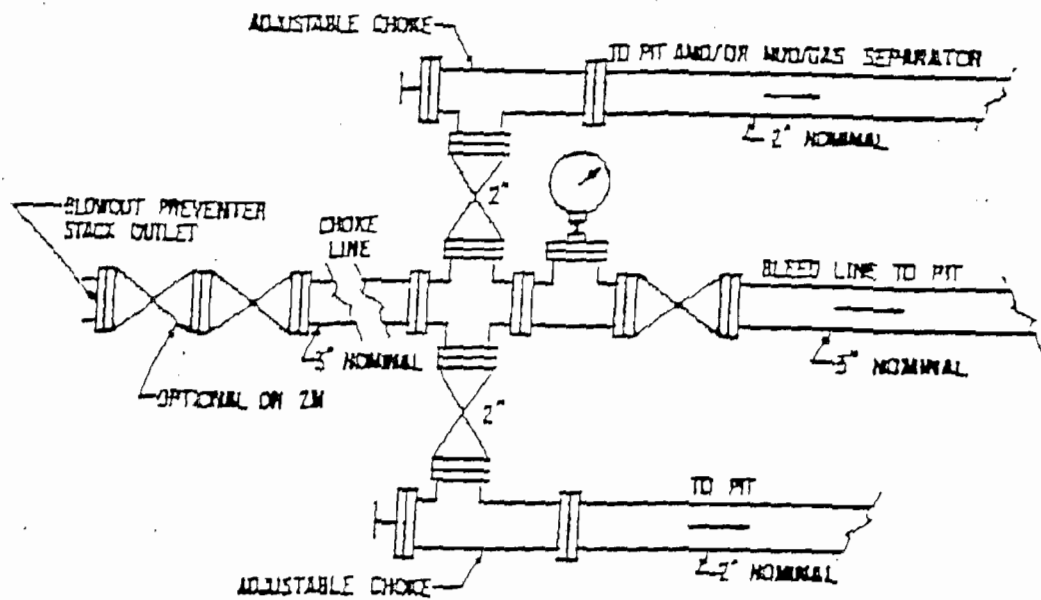 ADJUSTABLE CHOKE
TO PIT AND/OR MUD/GAS SEPARATOR
2" NOMINAL
2"
BLOWOUT PREVENTER
STACK OUTLET
CHOKE
LINE
BLEED LINE TO PIT
3" NOMINAL
3" NOMINAL
OPTIONAL ON 2M
2"
TO PIT
2" NOMINAL
ADJUSTABLE CHOKE